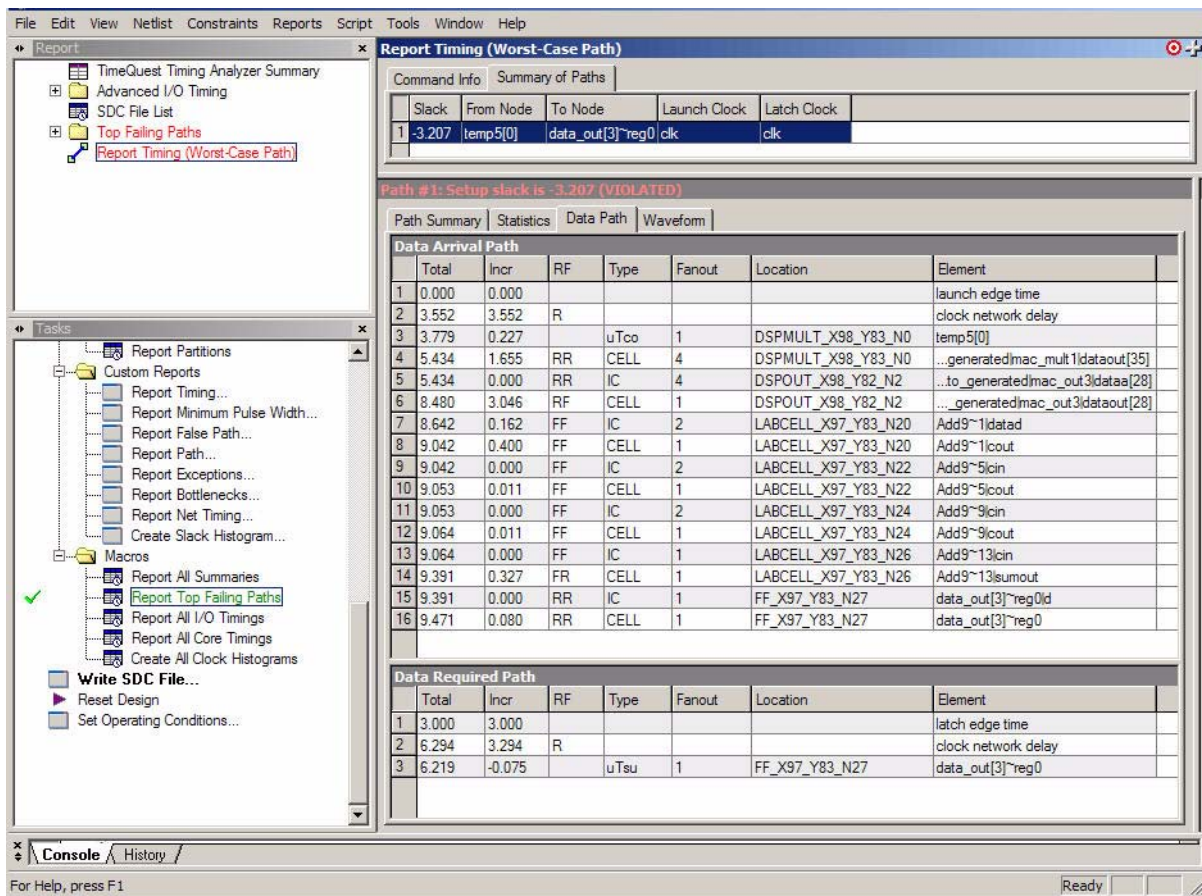 File Edit View Netlist Constraints Reports Script Tools Window Help
Report
TimeQuest Timing Analyzer Summary
Advanced I/O Timing
SDC File List
Top Failing Paths
Report Timing (Worst-Case Path)
Tasks
Report Partitions
Custom Reports
Report Timing...
Report Minimum Pulse Width...
Report False Path...
Report Path...
Report Exceptions...
Report Bottlenecks...
Report Net Timing...
Create Slack Histogram...
Macros
Report All Summaries
Report Top Failing Paths
Report All I/O Timings
Report All Core Timings
Create All Clock Histograms
Write SDC File...
Reset Design
Set Operating Conditions...
Report Timing (Worst-Case Path)
Command Info Summary of Paths
Slack From Node To Node Launch Clock Latch Clock
1 -3.207 temp5[0] data_out[3]~reg0 clk clk
Path #1: Setup slack is -3.207 (VIOLATED)
Path Summary Statistics Data Path Waveform
Data Arrival Path
Total Incr RF Type Fanout Location Element
1 0.000 0.000 launch edge time
2 3.552 3.552 R clock network delay
3 3.779 0.227 uTco 1 DSPMULT_X98_Y83_N0 temp5[0]
4 5.434 1.655 RR CELL 4 DSPMULT_X98_Y83_N0 ...generated|mac_mult1|dataout[35]
5 5.434 0.000 RR IC 4 DSPOUT_X98_Y82_N2 ...to_generated|mac_out3|dataa[28]
6 8.480 3.046 RF CELL 1 DSPOUT_X98_Y82_N2 ..._generated|mac_out3|dataout[28]
7 8.642 0.162 FF IC 2 LABCELL_X97_Y83_N20 Add9~1|datad
8 9.042 0.400 FF CELL 1 LABCELL_X97_Y83_N20 Add9~1|cout
9 9.042 0.000 FF IC 2 LABCELL_X97_Y83_N22 Add9~5|cin
10 9.053 0.011 FF CELL 1 LABCELL_X97_Y83_N22 Add9~5|cout
11 9.053 0.000 FF IC 2 LABCELL_X97_Y83_N24 Add9~9|cin
12 9.064 0.011 FF CELL 1 LABCELL_X97_Y83_N24 Add9~9|cout
13 9.064 0.000 FF IC 1 LABCELL_X97_Y83_N26 Add9~13|cin
14 9.391 0.327 FR CELL 1 LABCELL_X97_Y83_N26 Add9~13|sumout
15 9.391 0.000 RR IC 1 FF_X97_Y83_N27 data_out[3]~reg0|d
16 9.471 0.080 RR CELL 1 FF_X97_Y83_N27 data_out[3]~reg0
Data Required Path
Total Incr RF Type Fanout Location Element
1 3.000 3.000 latch edge time
2 6.294 3.294 R clock network delay
3 6.219 -0.075 uTsu 1 FF_X97_Y83_N27 data_out[3]~reg0
Console History
For Help, press F1
Ready